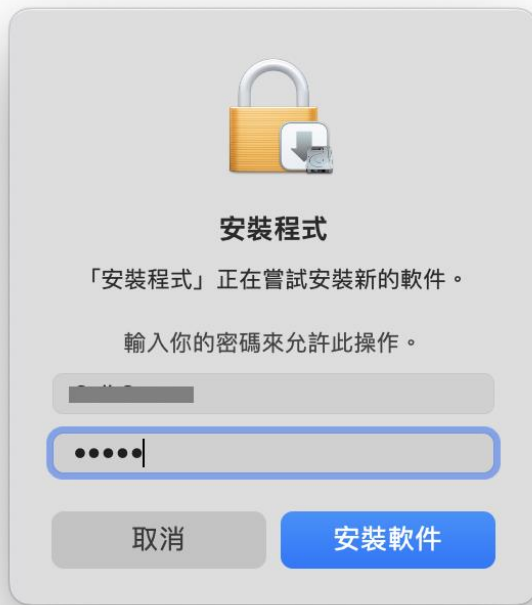 安裝程式
「安裝程式」正在嘗試安裝新的軟件。
輸入你的密碼來允許此操作。
•••••
取消
安裝軟件